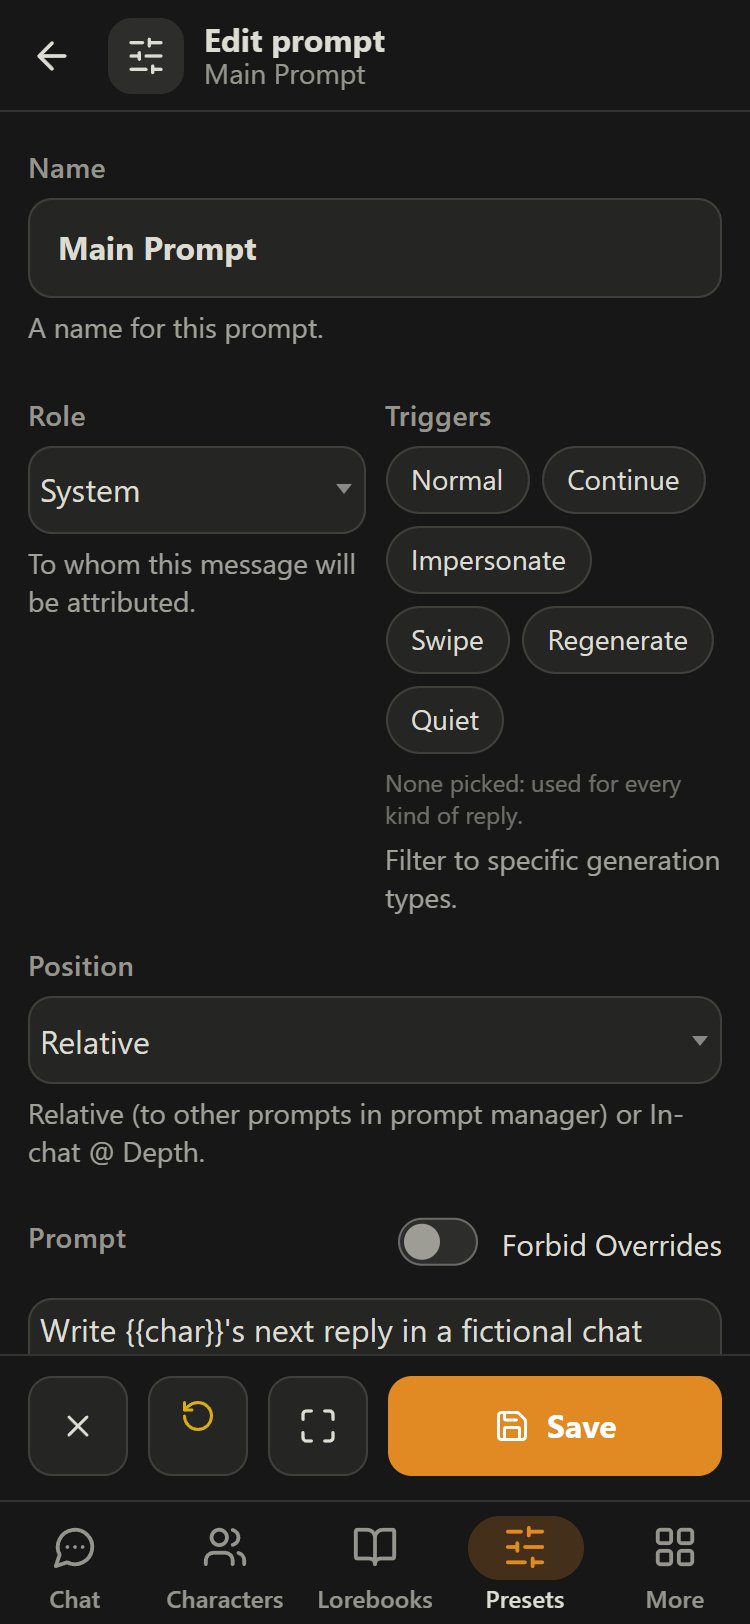 Edit prompt
Main Prompt
Name
Main Prompt
A name for this prompt.
Role
System
To whom this message will
be attributed.
Triggers
Normal
Continue
Impersonate
Swipe
Regenerate
Quiet
None picked: used for every
kind of reply.
Filter to specific generation
types.
Position
Relative
Relative (to other prompts in prompt manager) or In-
chat @ Depth.
Prompt
Forbid Overrides
Write {{char}}'s next reply in a fictional chat
Save
Chat
Characters
Lorebooks
Presets
More